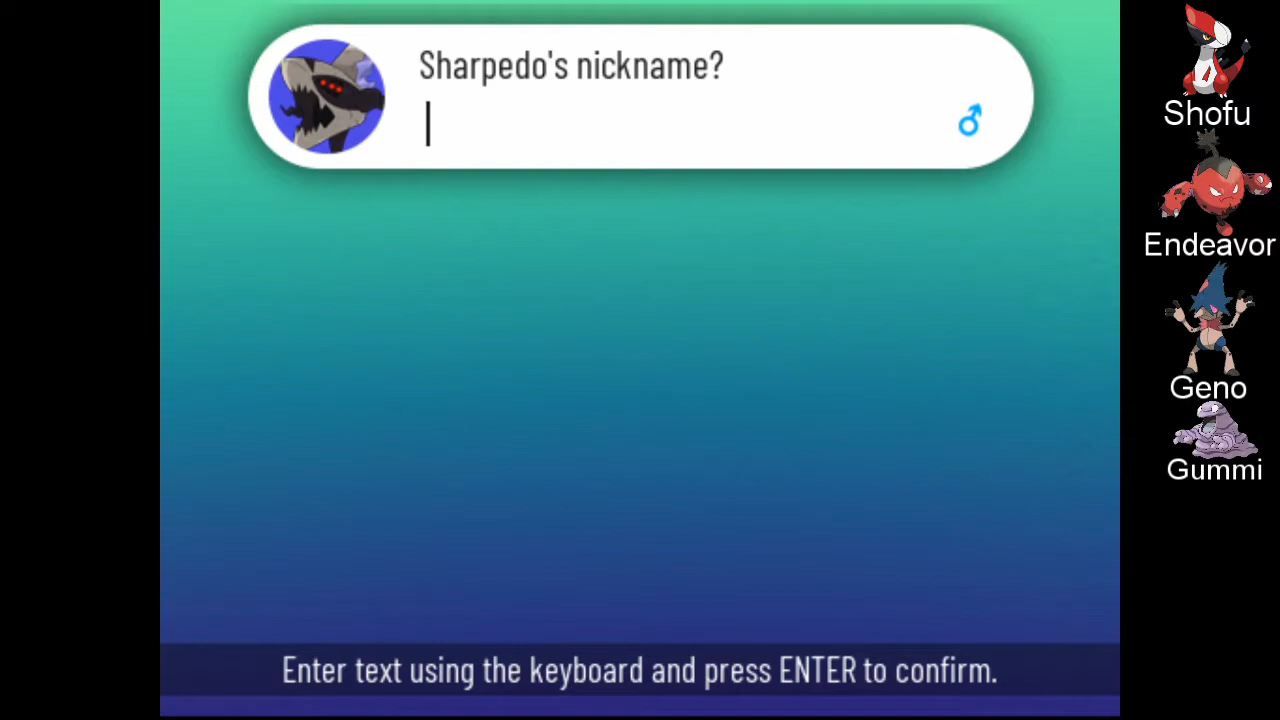 Sharpedo's nickname?
Shofu
Endeavor
Geno
Gummi
Enter text using the keyboard and press ENTER to confirm.